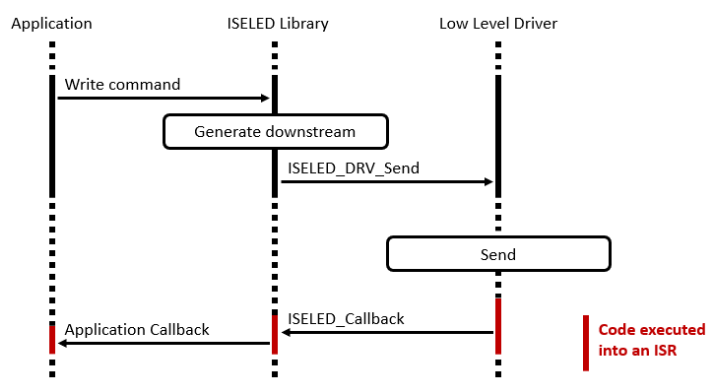 Application
ISELED Library
Low Level Driver
Write command
Generate downstream
ISELED_DRV_Send
Send
ISELED_Callback
Application Callback
Code executed
into an ISR